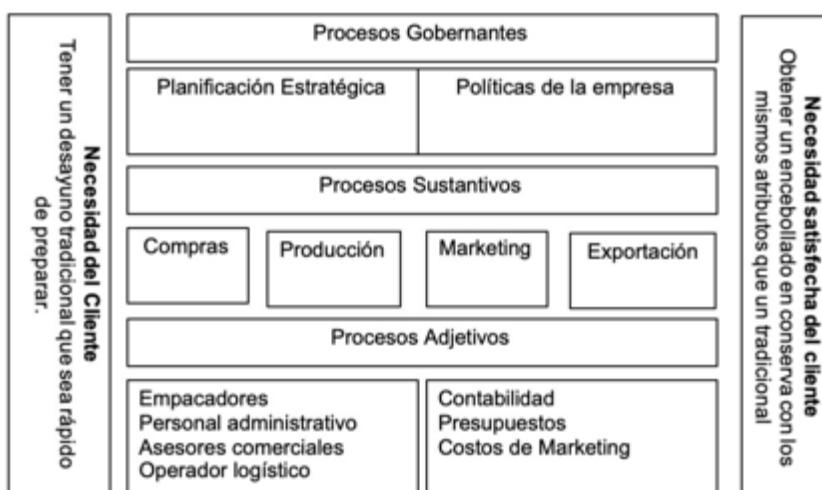 Necesidad del Cliente
Tener un desayuno tradicional que sea rápido
de preparar.
Procesos Gobernantes
Planificación Estratégica
Políticas de la empresa
Procesos Sustantivos
Compras
Producción
Marketing
Exportación
Procesos Adjetivos
Empacadores
Personal administrativo
Asesores comerciales
Operador logístico
Contabilidad
Presupuestos
Costos de Marketing
Necesidad satisfecha del cliente
Obtener un encebollado en conserva con los
mismos atributos que un tradicional